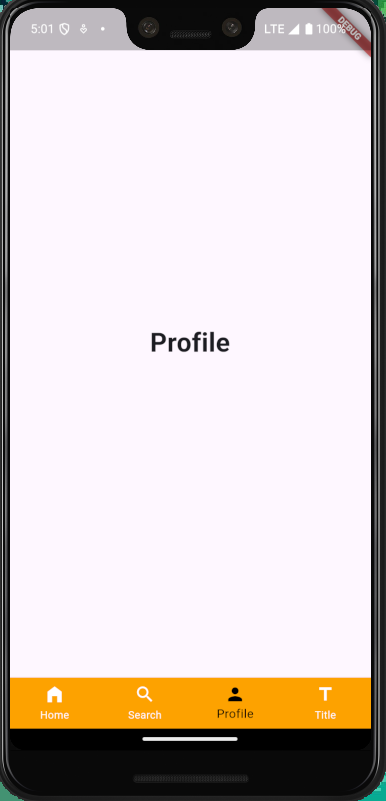 5:01 LTE 100%
DEBUG
Profile
Home Search Profile Title